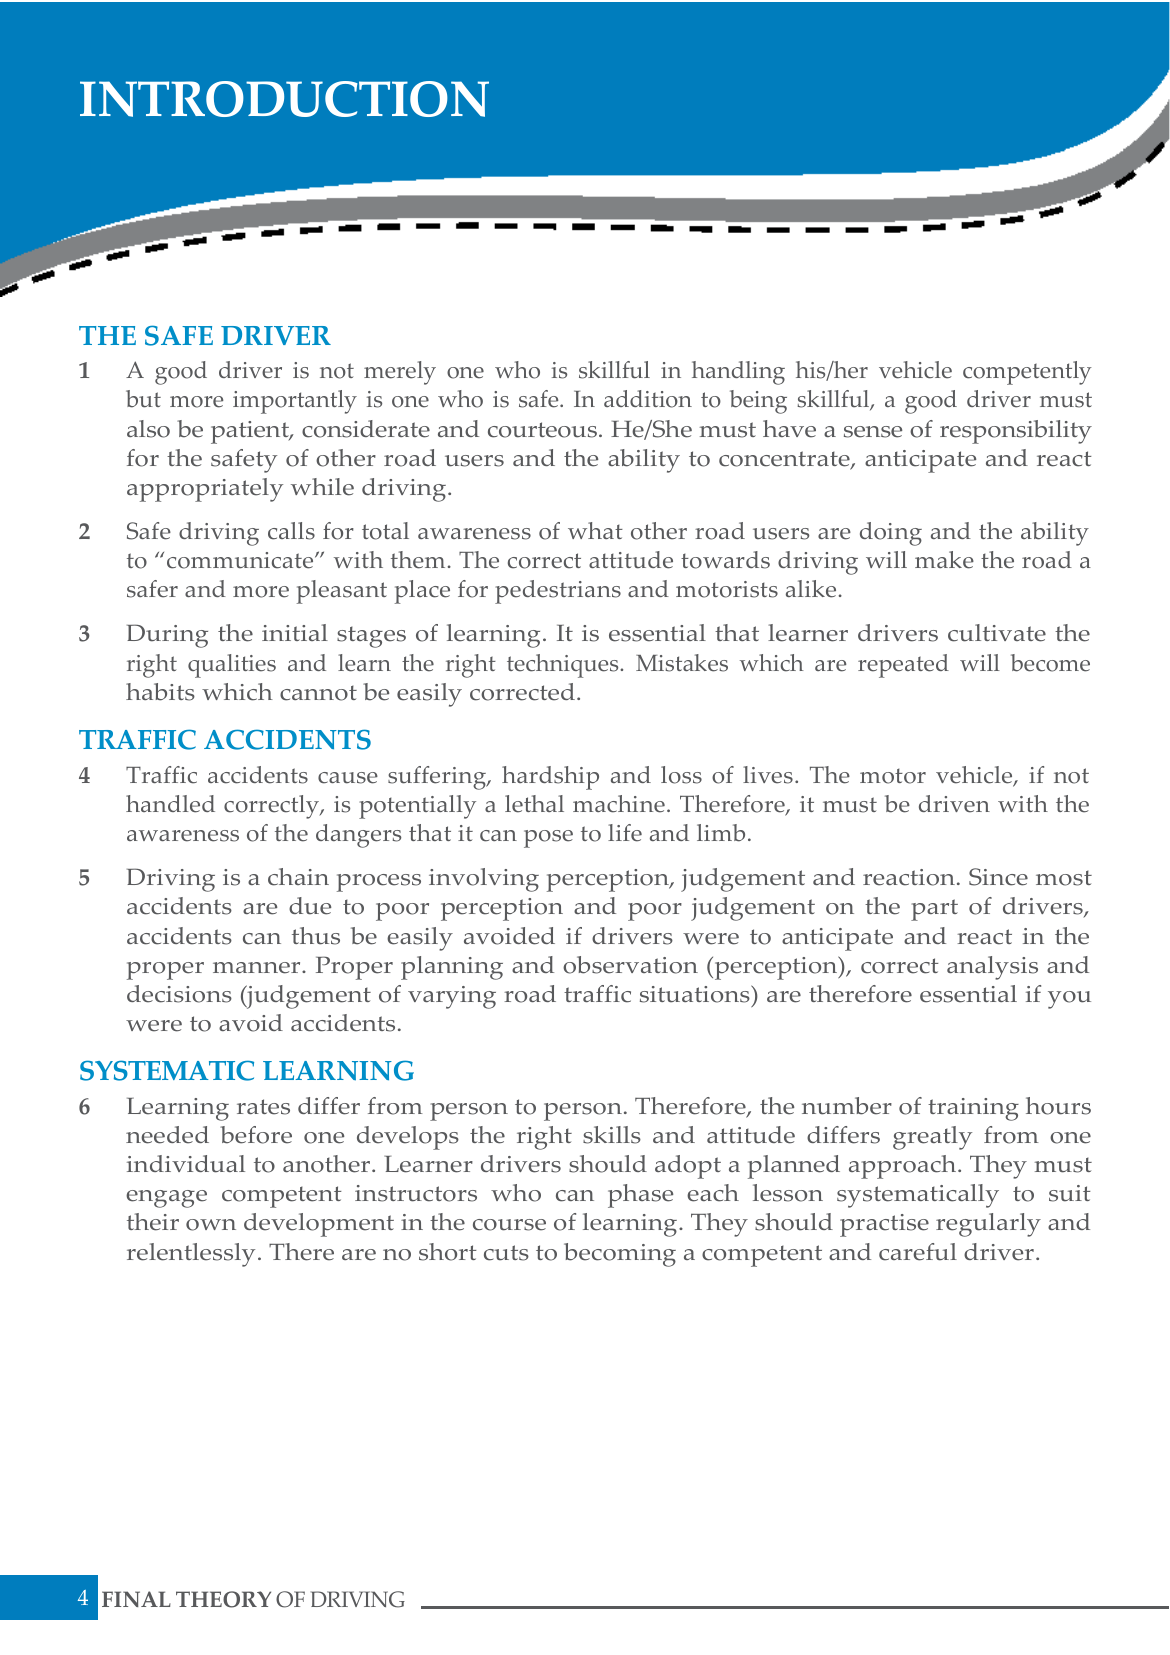 INTRODUCTION
THE SAFE DRIVER
1 A good driver is not merely one who is skillful in handling his/her vehicle competently
but more importantly is one who is safe. In addition to being skillful, a good driver must
also be patient, considerate and courteous. He/She must have a sense of responsibility
for the safety of other road users and the ability to concentrate, anticipate and react
appropriately while driving.
2 Safe driving calls for total awareness of what other road users are doing and the ability
to “communicate” with them. The correct attitude towards driving will make the road a
safer and more pleasant place for pedestrians and motorists alike.
3 During the initial stages of learning. It is essential that learner drivers cultivate the
right qualities and learn the right techniques. Mistakes which are repeated will become
habits which cannot be easily corrected.
TRAFFIC ACCIDENTS
4 Traffic accidents cause suffering, hardship and loss of lives. The motor vehicle, if not
handled correctly, is potentially a lethal machine. Therefore, it must be driven with the
awareness of the dangers that it can pose to life and limb.
5 Driving is a chain process involving perception, judgement and reaction. Since most
accidents are due to poor perception and poor judgement on the part of drivers,
accidents can thus be easily avoided if drivers were to anticipate and react in the
proper manner. Proper planning and observation (perception), correct analysis and
decisions (judgement of varying road traffic situations) are therefore essential if you
were to avoid accidents.
SYSTEMATIC LEARNING
6 Learning rates differ from person to person. Therefore, the number of training hours
needed before one develops the right skills and attitude differs greatly from one
individual to another. Learner drivers should adopt a planned approach. They must
engage competent instructors who can phase each lesson systematically to suit
their own development in the course of learning. They should practise regularly and
relentlessly. There are no short cuts to becoming a competent and careful driver.
4 FINAL THEORY OF DRIVING